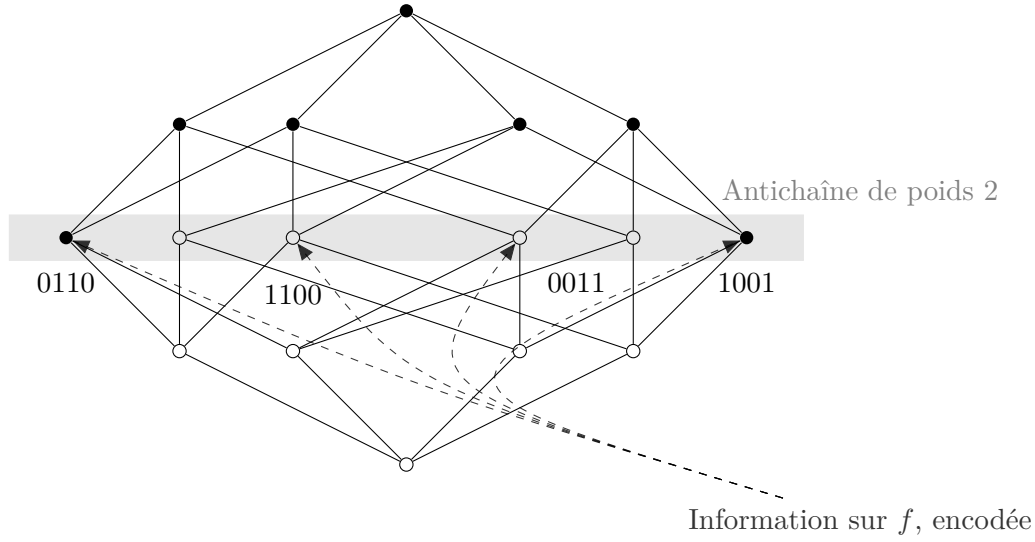 Antichaîne de poids 2
0110
1100
0011
1001
Information sur f, encodée